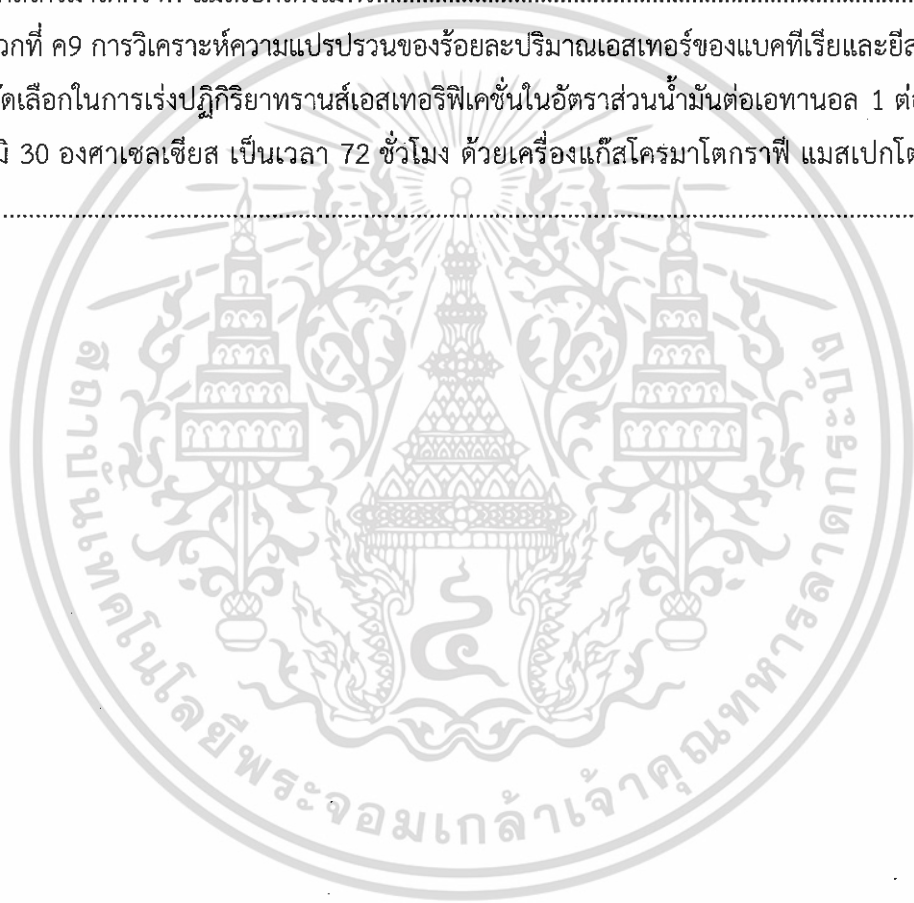 วกที่ ค9 การวิเคราะห์ความแปรปรวนของร้อยละปริมาณเอสเทอร์ของแบคทีเรียและยีส
ัดเลือกในการเร่งปฏิกิริยาทรานส์เอสเทอริฟิเคชั่นในอัตราส่วนน้ำมันต่อเอทานอล 1 ต่อ
มิ 30 องศาเซลเซียส เป็นเวลา 72 ชั่วโมง ด้วยเครื่องแก๊สโครมาโตกราฟี แมสเปกโต
สถาบันเทคโนโลยีพระจอมเกล้าเจ้าคุณทหารลาดกระบัง
๔